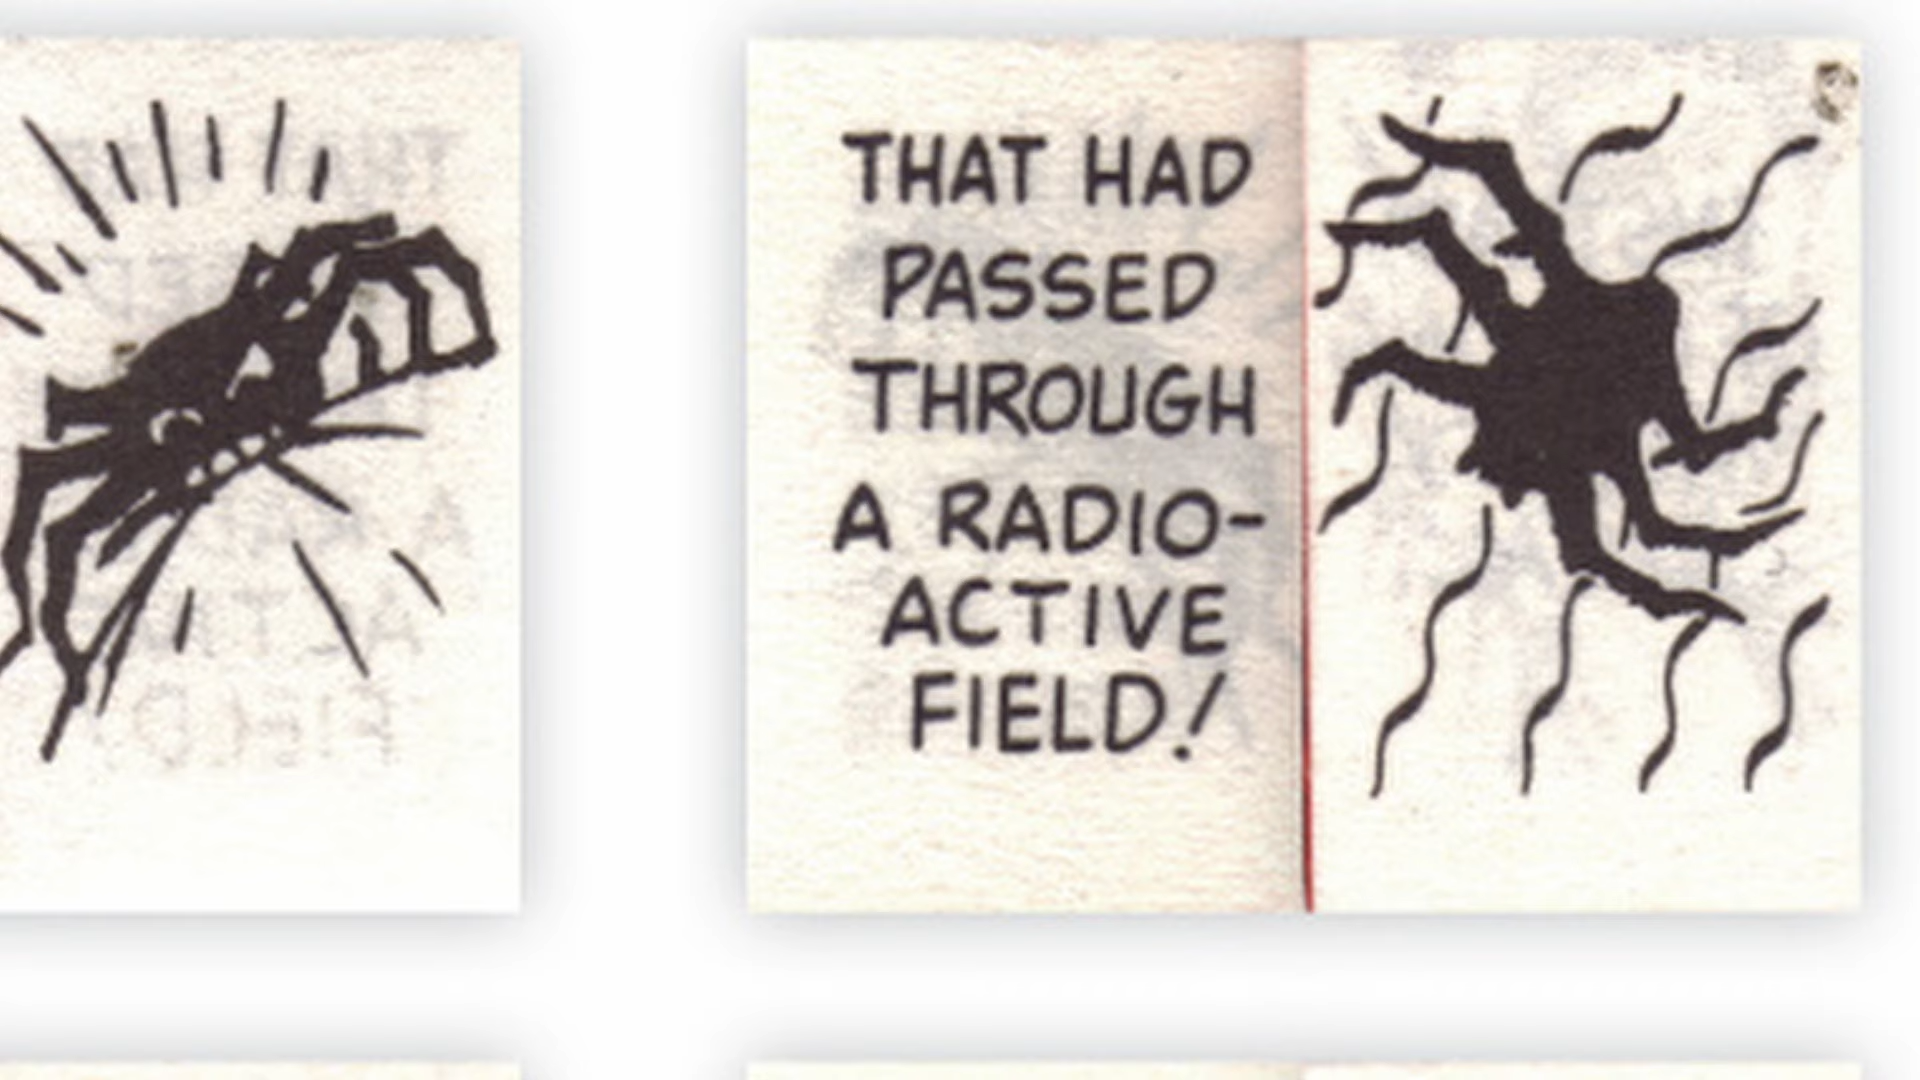 THAT HAD
PASSED
THROUGH
A RADIO-
ACTIVE
FIELD!